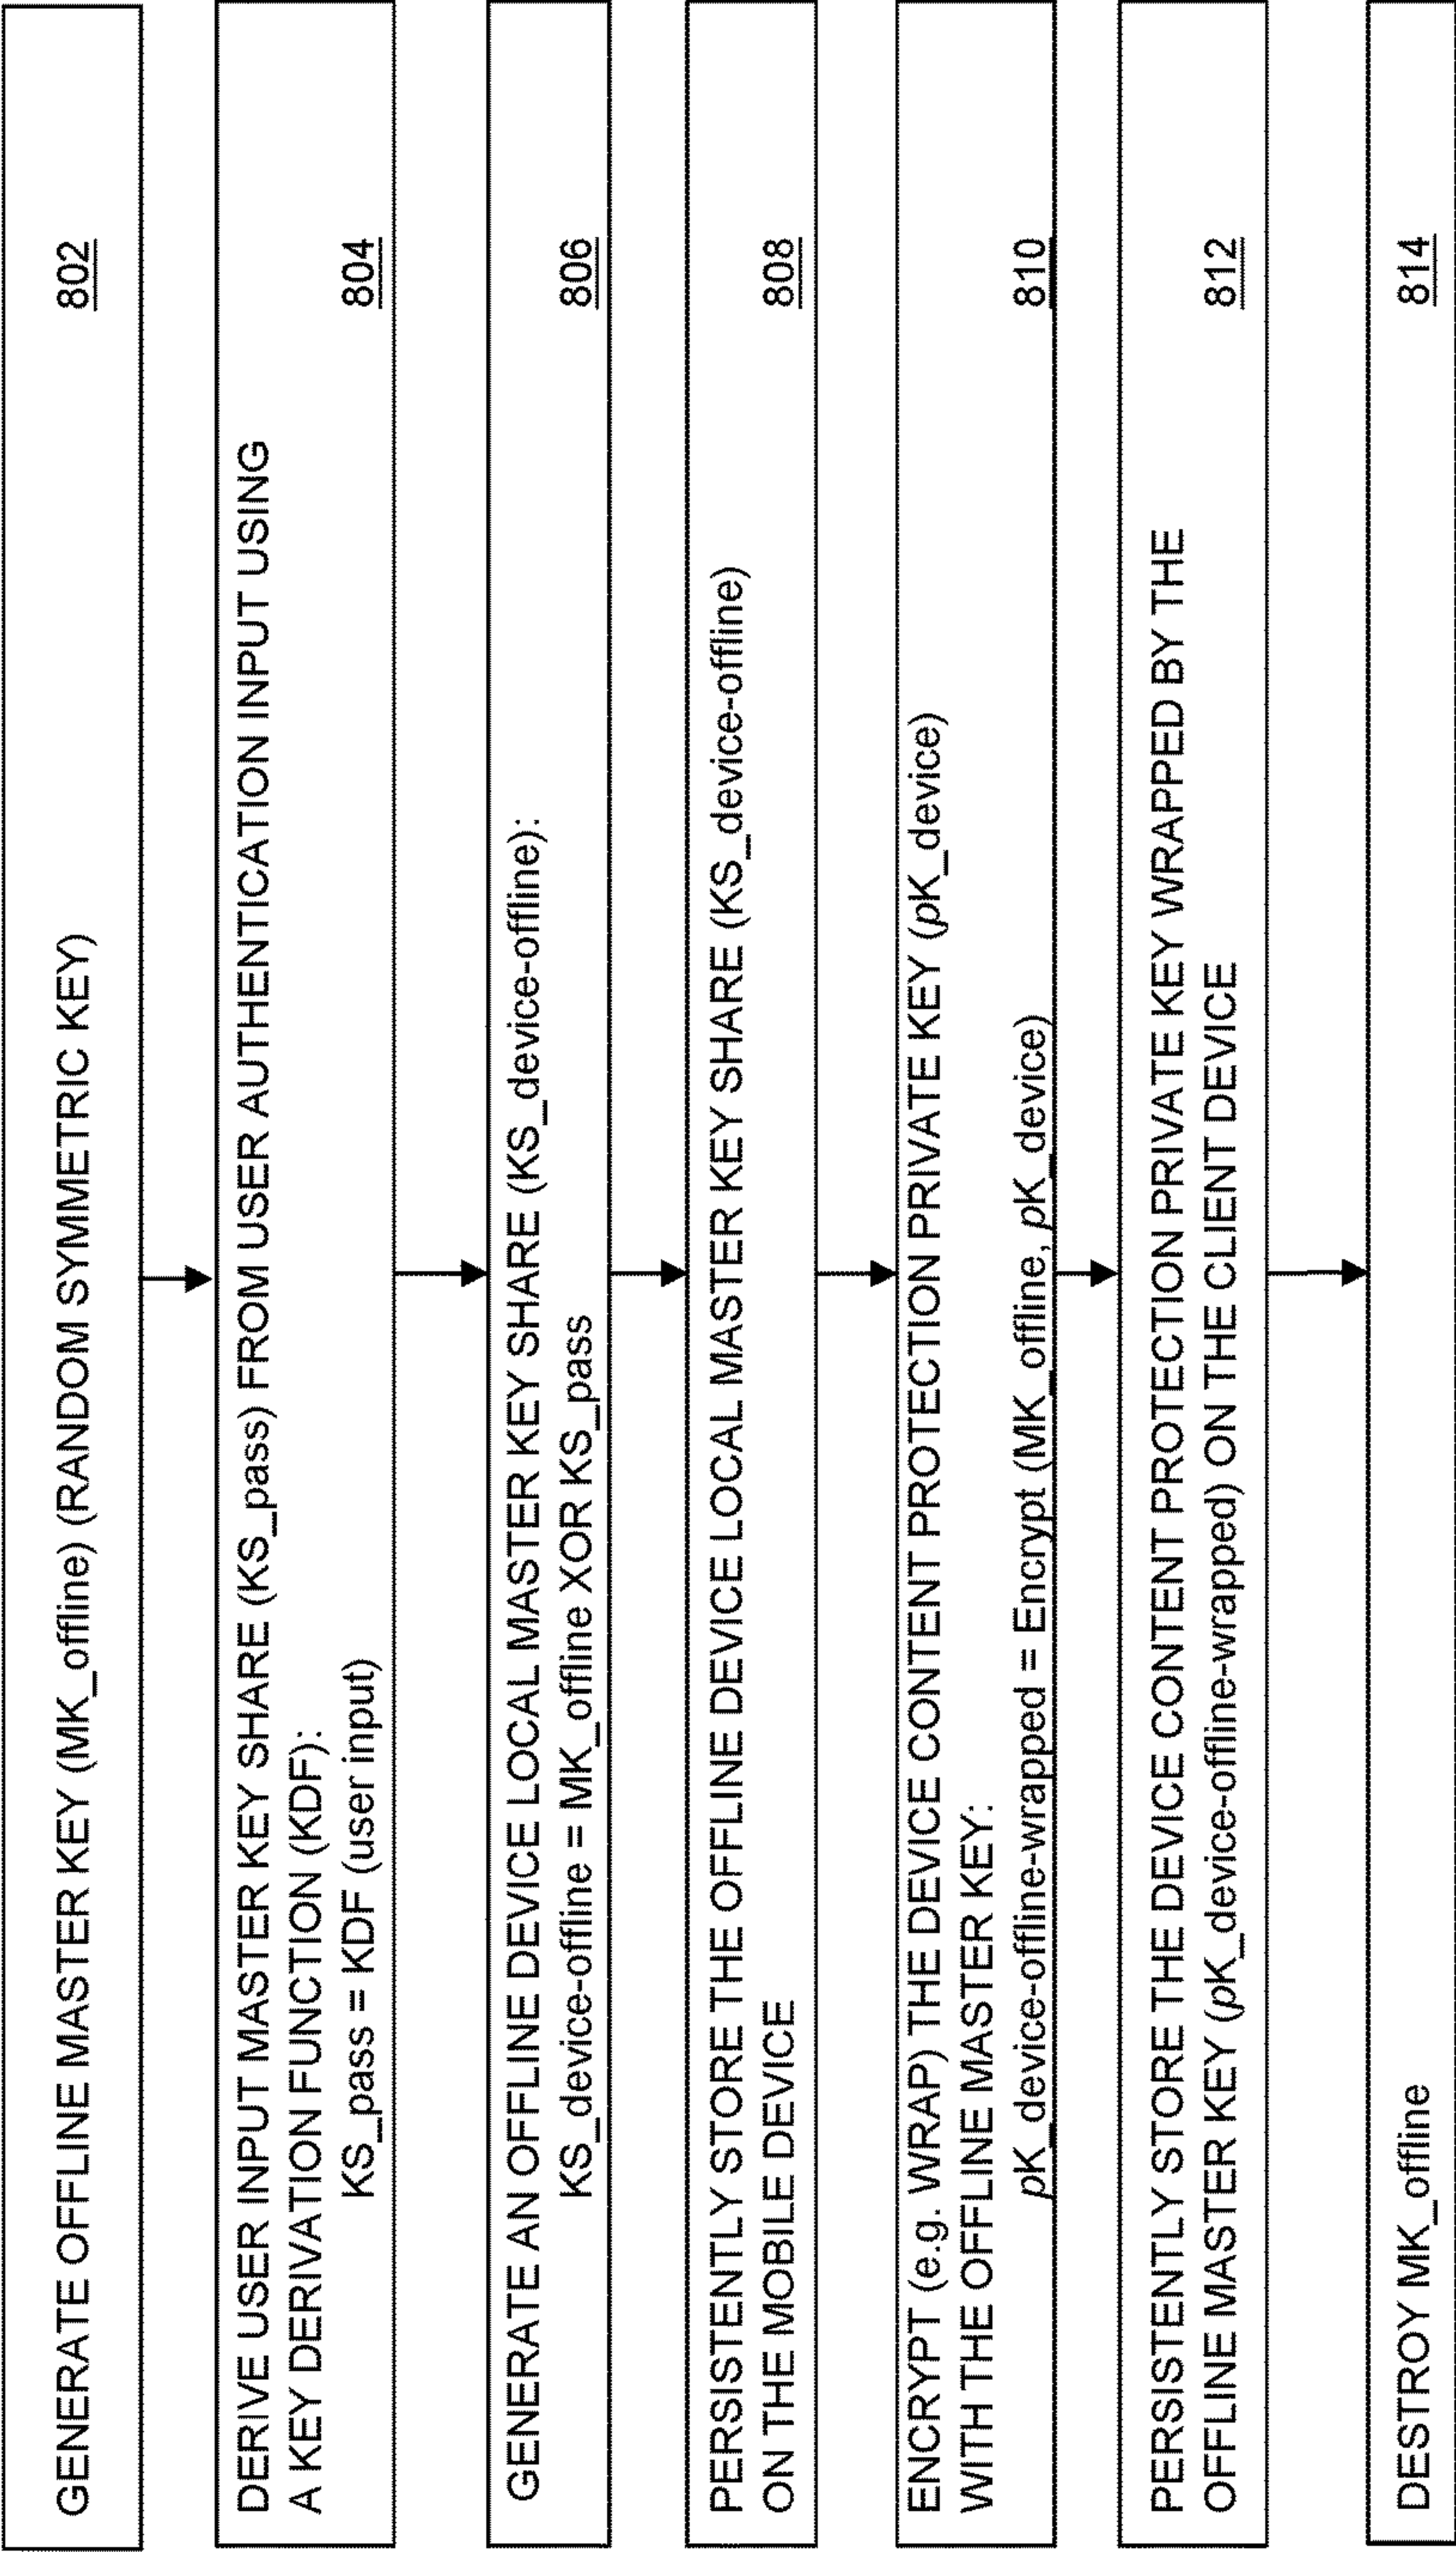 GENERATE OFFLINE MASTER KEY (MK_offline) (RANDOM SYMMETRIC KEY)
802
DERIVE USER INPUT MASTER KEY SHARE (KS_pass) FROM USER AUTHENTICATION INPUT USING
A KEY DERIVATION FUNCTION (KDF):
KS_pass = KDF (user input)
804
GENERATE AN OFFLINE DEVICE LOCAL MASTER KEY SHARE (KS_device-offline):
KS_device-offline = MK_offline XOR KS_pass
806
PERSISTENTLY STORE THE OFFLINE DEVICE LOCAL MASTER KEY SHARE (KS_device-offline)
ON THE MOBILE DEVICE
808
ENCRYPT (e.g. WRAP) THE DEVICE CONTENT PROTECTION PRIVATE KEY (pK_device)
WITH THE OFFLINE MASTER KEY:
pK_device-offline-wrapped = Encrypt (MK_offline, pK_device)
810
PERSISTENTLY STORE THE DEVICE CONTENT PROTECTION PRIVATE KEY WRAPPED BY THE
OFFLINE MASTER KEY (pK_device-offline-wrapped) ON THE CLIENT DEVICE
812
DESTROY MK_offline
814